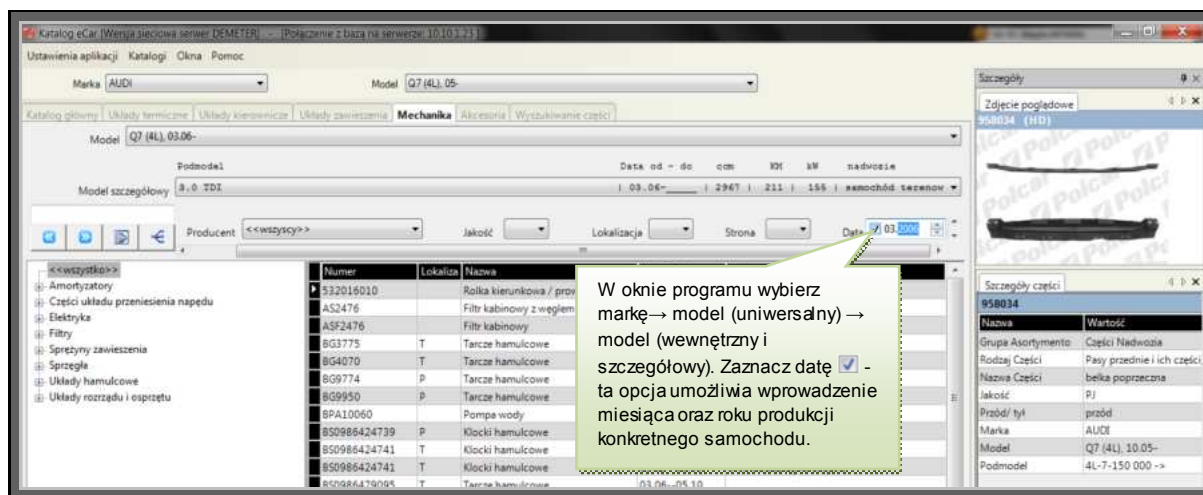 Katalog eCar [Wersja sieciowa serwer DEMETER] - [Połączenie z bazą na serwerze: 10.10.1.23]
Ustawienia aplikacji Katalogi Okna Pomoc
Marka AUDI Model Q7 (4L), 05-
Katalog główny Układy termiczne Układy kierownicze Układy zawieszenia Mechanika Akcesoria Wyszukiwanie części
Model Q7 (4L), 03.06-
Podmodel Data od - do ccm KM kW nadwozie
Model szczegółowy 3.0 TDI | 03.06-_____ | 2967 | 211 | 155 | samochód terenow
Producent <<wszyscy>> Jakość Lokalizacja Strona Data 03.2006
<<wszystko>>
Amortyzatory
Części układu przeniesienia napędu
Elektryka
Filtry
Sprężyny zawieszenia
Sprzęgła
Układy hamulcowe
Układy rozrządu i osprzętu
Numer Lokaliza Nazwa
532016010 Rolka kierunkowa / prow
AS2476 Filtr kabinowy z węglem
ASF2476 Filtr kabinowy
BG3775 T Tarcze hamulcowe
BG4070 T Tarcze hamulcowe
BG9774 P Tarcze hamulcowe
BG9950 P Tarcze hamulcowe
BPA10060 Pompa wody
BS0986424739 P Klocki hamulcowe
BS0986424741 T Klocki hamulcowe
BS0986424741 T Klocki hamulcowe
BS0986479095 T Tarcze hamulcowe 03.06--05.10
W oknie programu wybierz
markę→ model (uniwersalny) →
model (wewnętrzny i
szczegółowy). Zaznacz datę -
ta opcja umożliwia wprowadzenie
miesiąca oraz roku produkcji
konkretnego samochodu.
Szczegóły
Zdjęcie poglądowe
958034 (HD)
Polcar Polcar
Polcar Polcar
Szczegóły części
958034
Nazwa Wartość
Grupa Asortymento Części Nadwozia
Rodzaj Części Pasy przednie i ich części
Nazwa Części belka poprzeczna
Jakość PJ
Przód/ tył przód
Marka AUDI
Model Q7 (4L), 10.05-
Podmodel 4L-7-150 000 ->